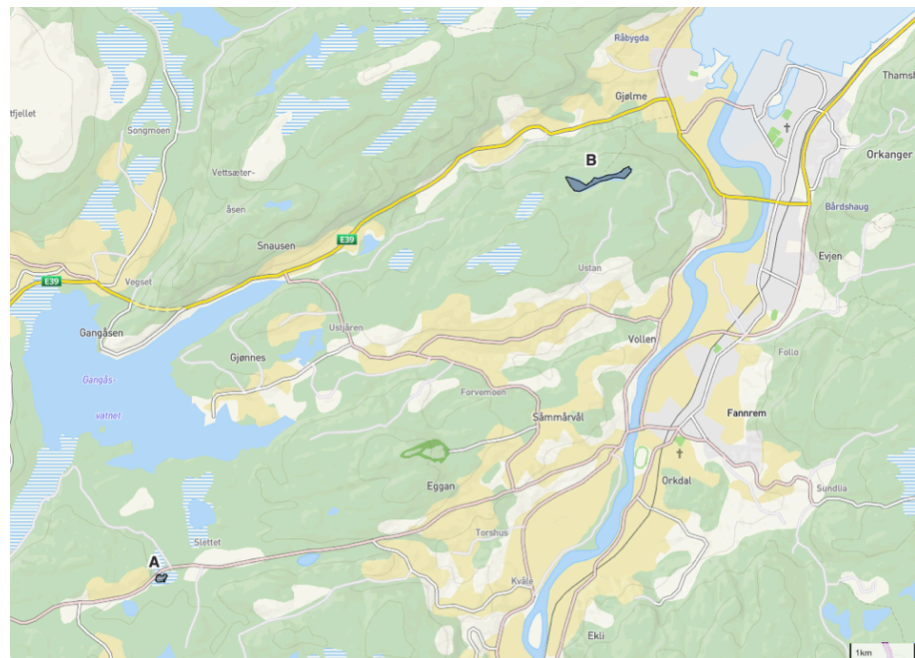 Råbygda
Thamsh
tfjellet
Gjølme
Songmoen
B
Orkanger
Vettsæter-
åsen
Bårdshaug
Snausen
E39
Evjen
Ustan
E39
Vegset
Gangåsen
Ustjåren
Vollen
Gjønnes
Follo
Gangås-
vatnet
Forvemoen
Såmmårvål
Fannrem
Eggan
Orkdal
Sundlia
Torshus
Slettet
A
Kvåle
Ekli
1km